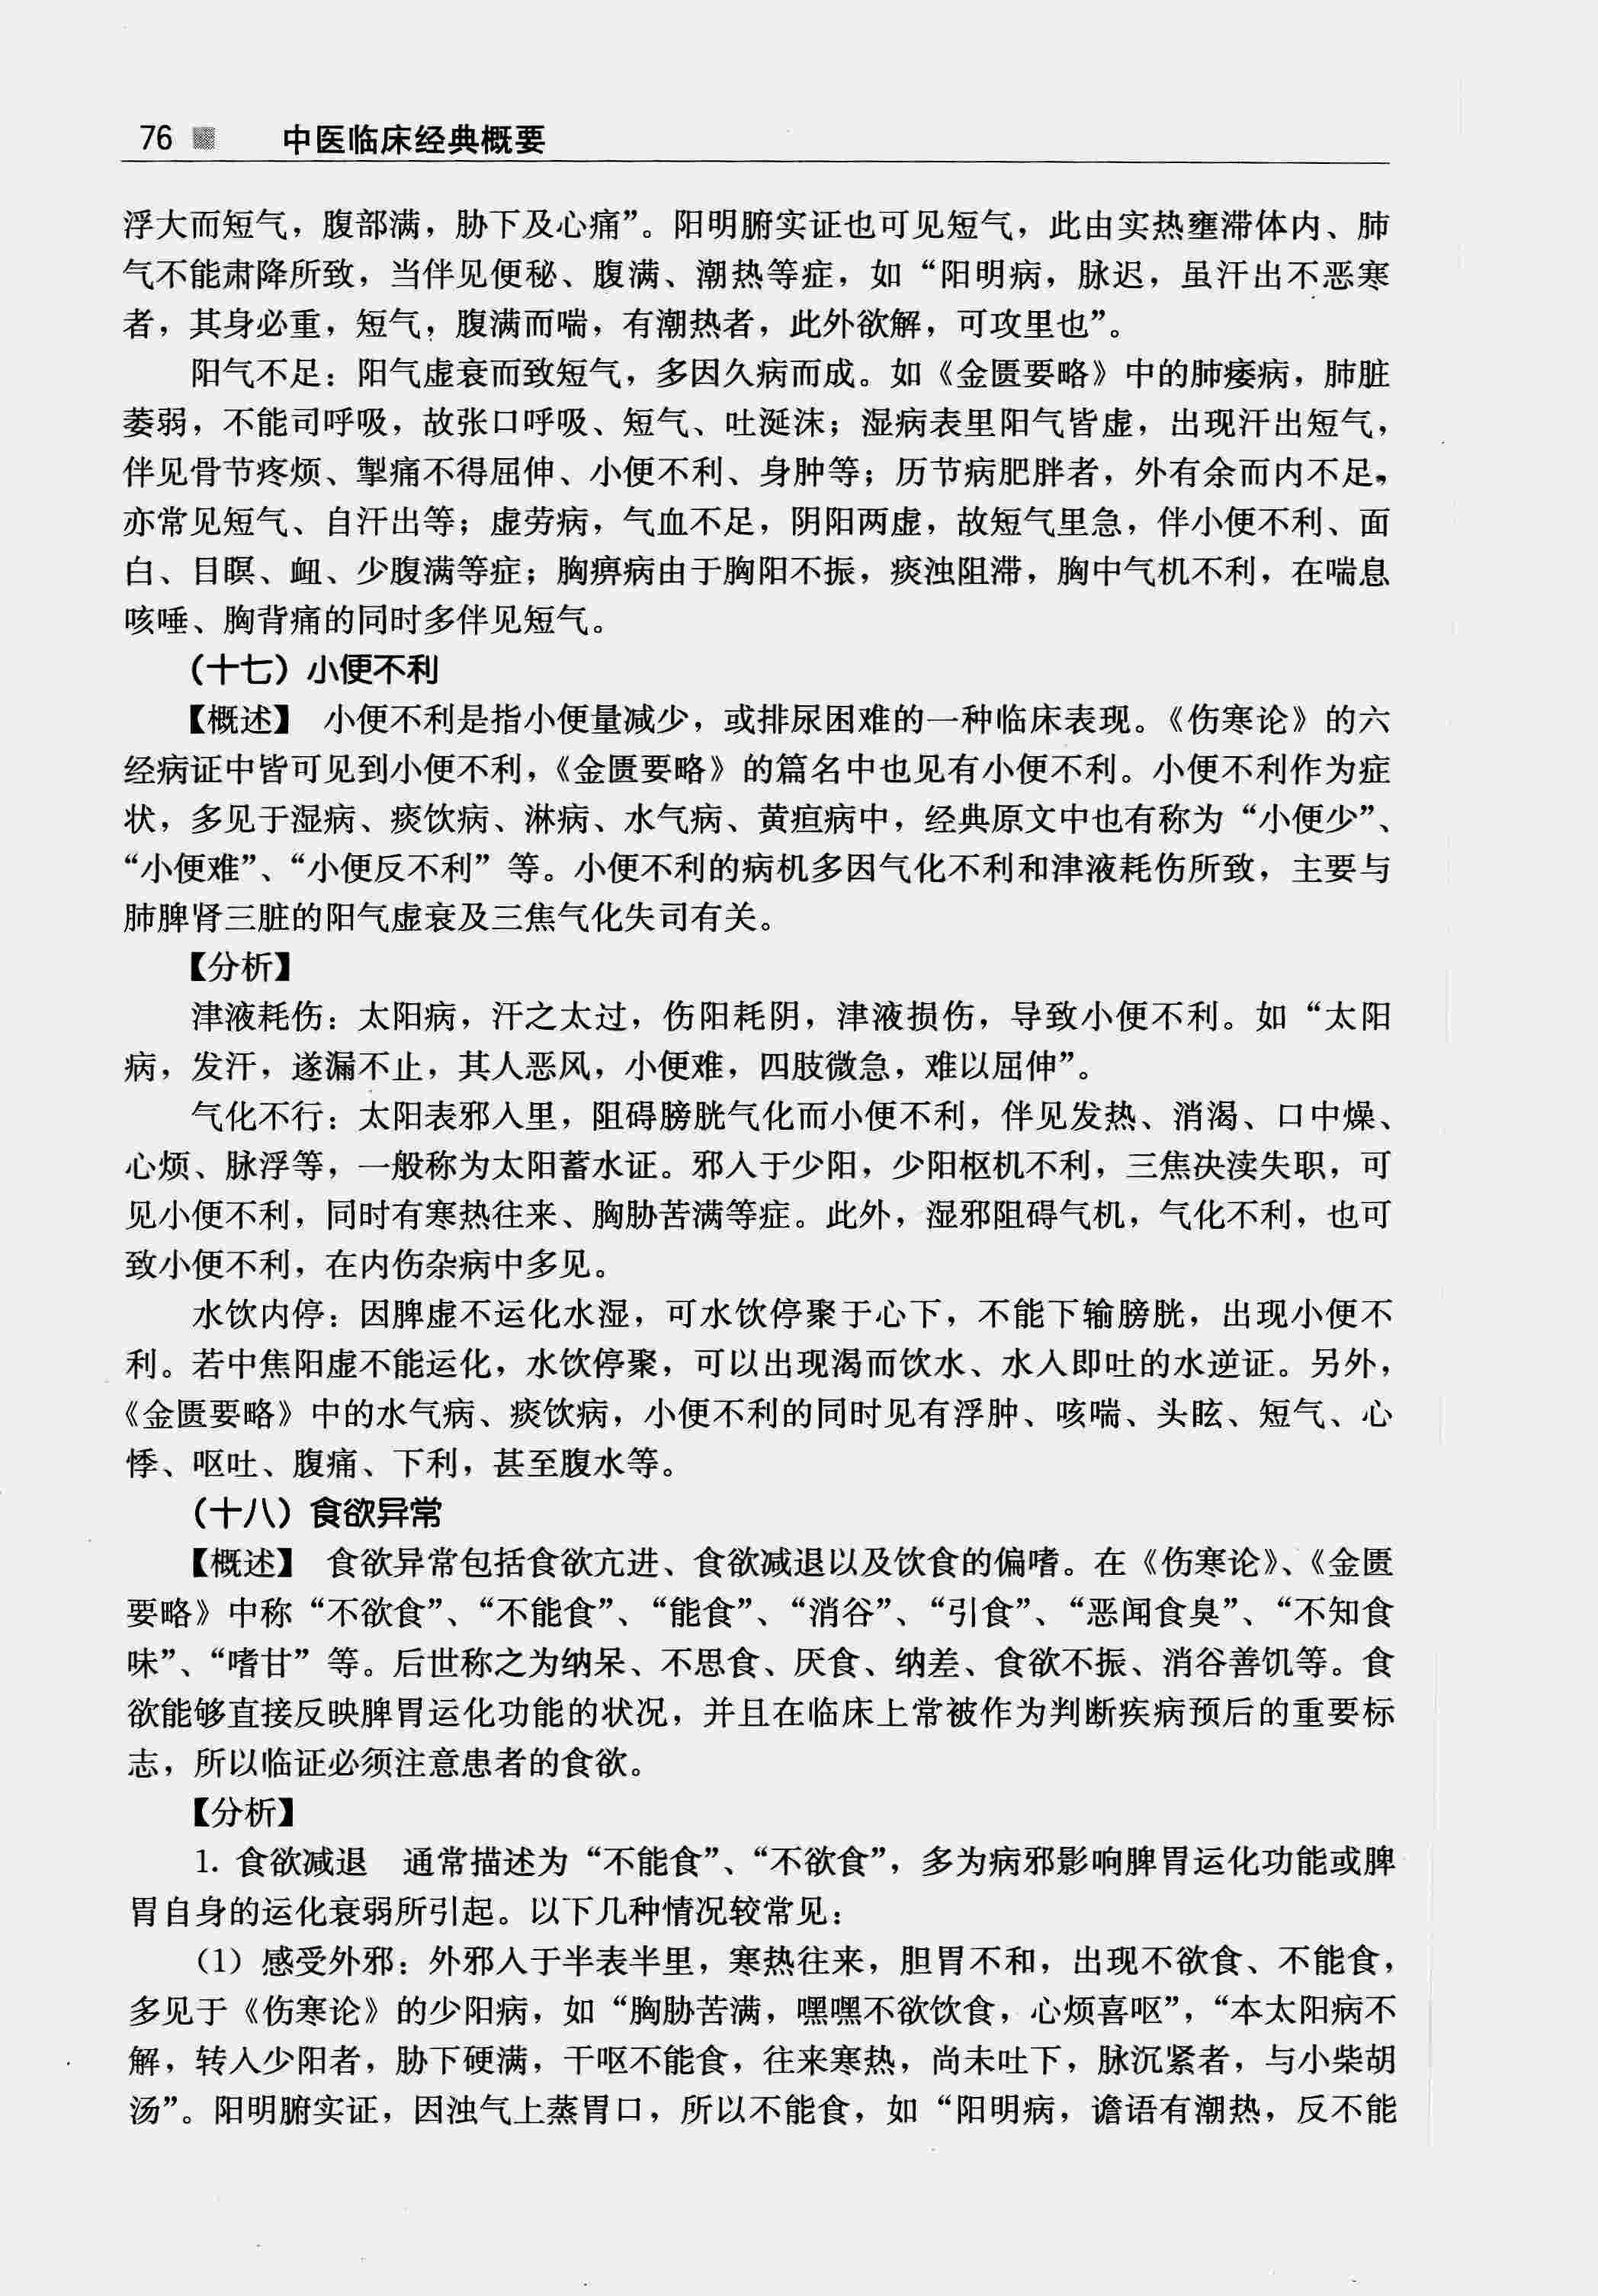 76 中医临床经典概要
浮大而短气，腹部满，胁下及心痛”。阳明腑实证也可见短气，此由实热壅滞体内、肺
气不能肃降所致，当伴见便秘、腹满、潮热等症，如“阳明病，脉迟，虽汗出不恶寒
者，其身必重，短气，腹满而喘，有潮热者，此外欲解，可攻里也”。
阳气不足：阳气虚衰而致短气，多因久病而成。如《金匮要略》中的肺痿病，肺脏
萎弱，不能司呼吸，故张口呼吸、短气、吐涎沫；湿病表里阳气皆虚，出现汗出短气，
伴见骨节疼烦、掣痛不得屈伸、小便不利、身肿等；历节病肥胖者，外有余而内不足，
亦常见短气、自汗出等；虚劳病，气血不足，阴阳两虚，故短气里急，伴小便不利、面
白、目瞑、衄、少腹满等症；胸痹病由于胸阳不振，痰浊阻滞，胸中气机不利，在喘息
咳唾、胸背痛的同时多伴见短气。
（十七）小便不利
【概述】 小便不利是指小便量减少，或排尿困难的一种临床表现。《伤寒论》的六
经病证中皆可见到小便不利，《金匮要略》的篇名中也见有小便不利。小便不利作为症
状，多见于湿病、痰饮病、淋病、水气病、黄疸病中，经典原文中也有称为“小便少”、
“小便难”、“小便反不利”等。小便不利的病机多因气化不利和津液耗伤所致，主要与
肺脾肾三脏的阳气虚衰及三焦气化失司有关。
【分析】
津液耗伤：太阳病，汗之太过，伤阳耗阴，津液损伤，导致小便不利。如“太阳
病，发汗，遂漏不止，其人恶风，小便难，四肢微急，难以屈伸”。
气化不行：太阳表邪入里，阻碍膀胱气化而小便不利，伴见发热、消渴、口中燥、
心烦、脉浮等，一般称为太阳蓄水证。邪入于少阳，少阳枢机不利，三焦决渎失职，可
见小便不利，同时有寒热往来、胸胁苦满等症。此外，湿邪阻碍气机，气化不利，也可
致小便不利，在内伤杂病中多见。
水饮内停：因脾虚不运化水湿，可水饮停聚于心下，不能下输膀胱，出现小便不
利。若中焦阳虚不能运化，水饮停聚，可以出现渴而饮水、水入即吐的水逆证。另外，
《金匮要略》中的水气病、痰饮病，小便不利的同时见有浮肿、咳喘、头眩、短气、心
悸、呕吐、腹痛、下利，甚至腹水等。
（十八）食欲异常
【概述】 食欲异常包括食欲亢进、食欲减退以及饮食的偏嗜。在《伤寒论》、《金匮
要略》中称“不欲食”、“不能食”、“能食”、“消谷”、“引食”、“恶闻食臭”、“不知食
味”、“嗜甘”等。后世称之为纳呆、不思食、厌食、纳差、食欲不振、消谷善饥等。食
欲能够直接反映脾胃运化功能的状况，并且在临床上常被作为判断疾病预后的重要标
志，所以临证必须注意患者的食欲。
【分析】
1. 食欲减退 通常描述为“不能食”、“不欲食”，多为病邪影响脾胃运化功能或脾
胃自身的运化衰弱所引起。以下几种情况较常见：
（1）感受外邪：外邪入于半表半里，寒热往来，胆胃不和，出现不欲食、不能食，
多见于《伤寒论》的少阳病，如“胸胁苦满，嘿嘿不欲饮食，心烦喜呕”，“本太阳病不
解，转入少阳者，胁下硬满，干呕不能食，往来寒热，尚未吐下，脉沉紧者，与小柴胡
汤”。阳明腑实证，因浊气上蒸胃口，所以不能食，如“阳明病，谵语有潮热，反不能